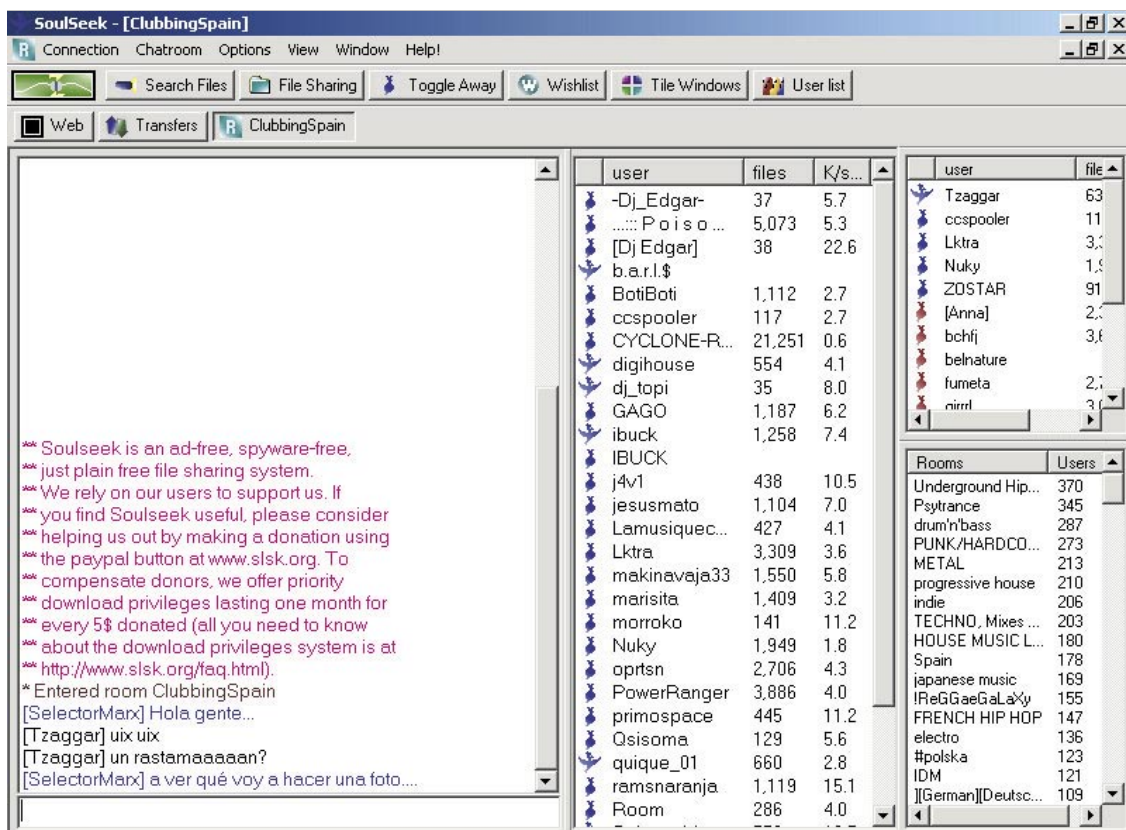 SoulSeek - [ClubbingSpain]
Connection Chatroom Options View Window Help!
Search Files File Sharing Toggle Away Wishlist Tile Windows User list
Web Transfers ClubbingSpain
*** Soulseek is an ad-free, spyware-free,
*** just plain free file sharing system.
*** We rely on our users to support us. If
*** you find Soulseek useful, please consider
*** helping us out by making a donation using
*** the paypal button at www.slsk.org. To
*** compensate donors, we offer priority
*** download privileges lasting one month for
*** every 5$ donated (all you need to know
*** about the download privileges system is at
*** http://www.slsk.org/faq.html).
* Entered room ClubbingSpain
[SelectorMarx] Hola gente...
[Tzaggar] uix uix
[Tzaggar] un rastamaaaaan?
[SelectorMarx] a ver qué voy a hacer una foto....
user files K/s...
-Dj_Edgar- 37 5.7
...::: P o i s o ... 5,073 5.3
[Dj Edgar] 38 22.6
b.a.r.l.$
BotiBoti 1,112 2.7
ccspooler 117 2.7
CYCLONE-R... 21,251 0.6
digihouse 554 4.1
dj_topi 35 8.0
GAGO 1,187 6.2
ibuck 1,258 7.4
IBUCK
j4v1 438 10.5
jesusmato 1,104 7.0
Lamusiquec... 427 4.1
Lktra 3,309 3.6
makinavaja33 1,550 5.8
marisita 1,409 3.2
morroko 141 11.2
Nuky 1,949 1.8
oprtsn 2,706 4.3
PowerRanger 3,886 4.0
primospace 445 11.2
Qsisoma 129 5.6
quique_01 660 2.8
ramsnaranja 1,119 15.1
Room 286 4.0
user file
Tzaggar 63
ccspooler 11
Lktra 3,
Nuky 1,
ZOSTAR 91
[Anna] 2,
bchfj 3,
belnature
fumeta 2,
Rooms Users
Underground Hip... 370
Psytrance 345
drum'n'bass 287
PUNK/HARDCO... 273
METAL 213
progressive house 210
indie 206
TECHNO, Mixes ... 203
HOUSE MUSIC L... 180
Spain 178
japanese music 169
!ReGGaeGaLaXy 155
FRENCH HIP HOP 147
electro 136
#polska 123
IDM 121
][German][Deutsc... 109